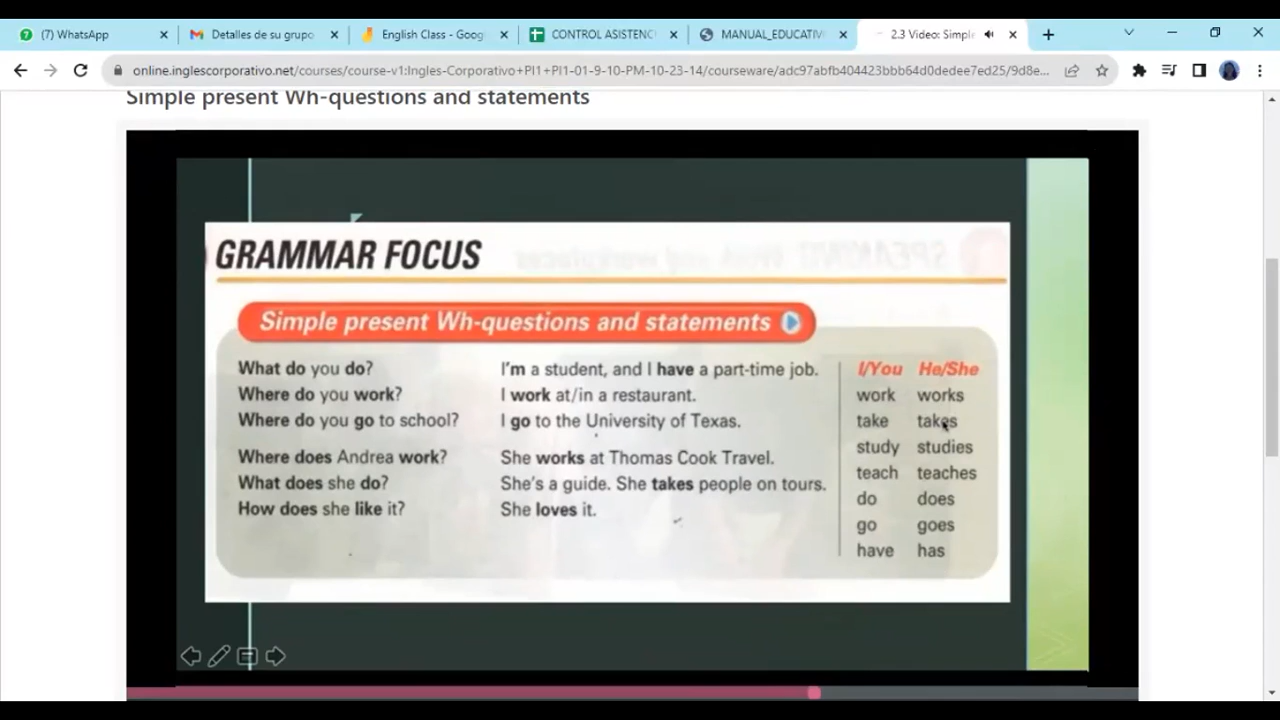 (7) WhatsApp
Detalles de su grupo
English Class - Goog
CONTROL ASISTENC
MANUAL_EDUCATIV
2.3 Video: Simple
online.inglescorporativo.net/courses/course-v1:Ingles-Corporativo+PI1+PI1-01-9-10-PM-10-23-14/courseware/adc97abfb404423bbb64d0dedee7ed25/9d8e...
Simple present Wh-questions and statements
GRAMMAR FOCUS
Simple present Wh-questions and statements
What do you do?
Where do you work?
Where do you go to school?
Where does Andrea work?
What does she do?
How does she like it?
I'm a student, and I have a part-time job.
I work at/in a restaurant.
I go to the University of Texas.
She works at Thomas Cook Travel.
She's a guide. She takes people on tours.
She loves it.
I/You He/She
work works
take takes
study studies
teach teaches
do does
go goes
have has